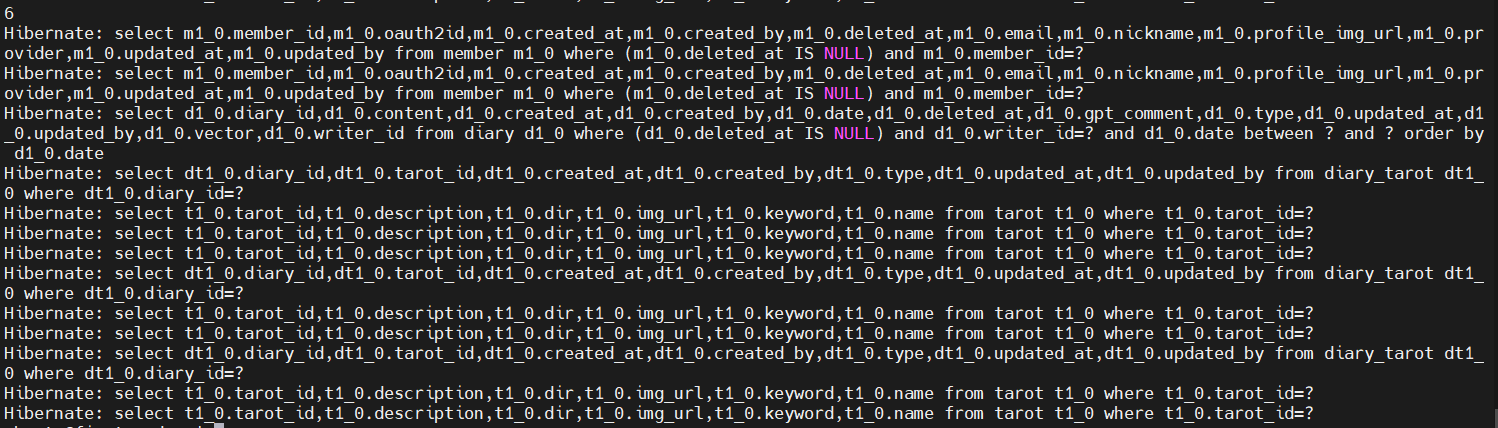 6
Hibernate: select m1_0.member_id,m1_0.oauth2id,m1_0.created_at,m1_0.created_by,m1_0.deleted_at,m1_0.email,m1_0.nickname,m1_0.profile_img_url,m1_0.pr
ovider,m1_0.updated_at,m1_0.updated_by from member m1_0 where (m1_0.deleted_at IS NULL) and m1_0.member_id=?
Hibernate: select m1_0.member_id,m1_0.oauth2id,m1_0.created_at,m1_0.created_by,m1_0.deleted_at,m1_0.email,m1_0.nickname,m1_0.profile_img_url,m1_0.pr
ovider,m1_0.updated_at,m1_0.updated_by from member m1_0 where (m1_0.deleted_at IS NULL) and m1_0.member_id=?
Hibernate: select d1_0.diary_id,d1_0.content,d1_0.created_at,d1_0.created_by,d1_0.date,d1_0.deleted_at,d1_0.gpt_comment,d1_0.type,d1_0.updated_at,d1
_0.updated_by,d1_0.vector,d1_0.writer_id from diary d1_0 where (d1_0.deleted_at IS NULL) and d1_0.writer_id=? and d1_0.date between ? and ? order by
 d1_0.date
Hibernate: select dt1_0.diary_id,dt1_0.tarot_id,dt1_0.created_at,dt1_0.created_by,dt1_0.type,dt1_0.updated_at,dt1_0.updated_by from diary_tarot dt1_
0 where dt1_0.diary_id=?
Hibernate: select t1_0.tarot_id,t1_0.description,t1_0.dir,t1_0.img_url,t1_0.keyword,t1_0.name from tarot t1_0 where t1_0.tarot_id=?
Hibernate: select t1_0.tarot_id,t1_0.description,t1_0.dir,t1_0.img_url,t1_0.keyword,t1_0.name from tarot t1_0 where t1_0.tarot_id=?
Hibernate: select t1_0.tarot_id,t1_0.description,t1_0.dir,t1_0.img_url,t1_0.keyword,t1_0.name from tarot t1_0 where t1_0.tarot_id=?
Hibernate: select dt1_0.diary_id,dt1_0.tarot_id,dt1_0.created_at,dt1_0.created_by,dt1_0.type,dt1_0.updated_at,dt1_0.updated_by from diary_tarot dt1_
0 where dt1_0.diary_id=?
Hibernate: select t1_0.tarot_id,t1_0.description,t1_0.dir,t1_0.img_url,t1_0.keyword,t1_0.name from tarot t1_0 where t1_0.tarot_id=?
Hibernate: select t1_0.tarot_id,t1_0.description,t1_0.dir,t1_0.img_url,t1_0.keyword,t1_0.name from tarot t1_0 where t1_0.tarot_id=?
Hibernate: select dt1_0.diary_id,dt1_0.tarot_id,dt1_0.created_at,dt1_0.created_by,dt1_0.type,dt1_0.updated_at,dt1_0.updated_by from diary_tarot dt1_
0 where dt1_0.diary_id=?
Hibernate: select t1_0.tarot_id,t1_0.description,t1_0.dir,t1_0.img_url,t1_0.keyword,t1_0.name from tarot t1_0 where t1_0.tarot_id=?
Hibernate: select t1_0.tarot_id,t1_0.description,t1_0.dir,t1_0.img_url,t1_0.keyword,t1_0.name from tarot t1_0 where t1_0.tarot_id=?